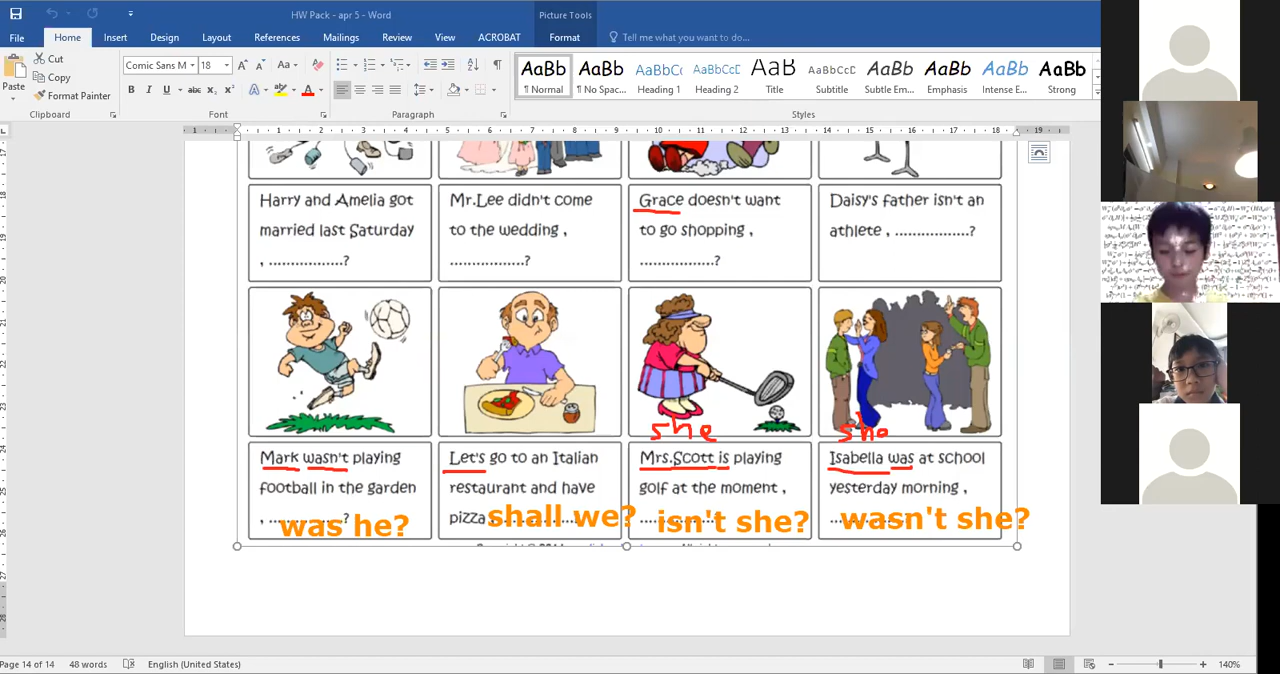 HW Pack - apr 5 - Word
Picture Tools
File
Home
Insert
Design
Layout
References
Mailings
Review
View
ACROBAT
Format
Tell me what you want to do...
Paste
Cut
Copy
Format Painter
Clipboard
Comic Sans M
18
Font
Paragraph
AaBb
¶ Normal
AaBb
¶ No Spac...
AaBbCc
Heading 1
AaBbCcD
Heading 2
AaB
Title
AaBbCcD
Subtitle
AaBb
Subtle Em...
AaBb
Emphasis
AaBb
Intense E...
AaBb
Strong
Styles
Harry and Amelia got
married last Saturday
, ................?
Mr.Lee didn't come
to the wedding ,
................?
Grace doesn't want
to go shopping ,
................?
Daisy's father isn't an
athlete , ................?
she
Mark wasn't playing
football in the garden
was he?
Let's go to an Italian
restaurant and have
pizza
shall we?
Mrs.Scott is playing
golf at the moment ,
isn't she?
Isabella was at school
yesterday morning ,
wasn't she?
Page 14 of 14
48 words
English (United States)
140%